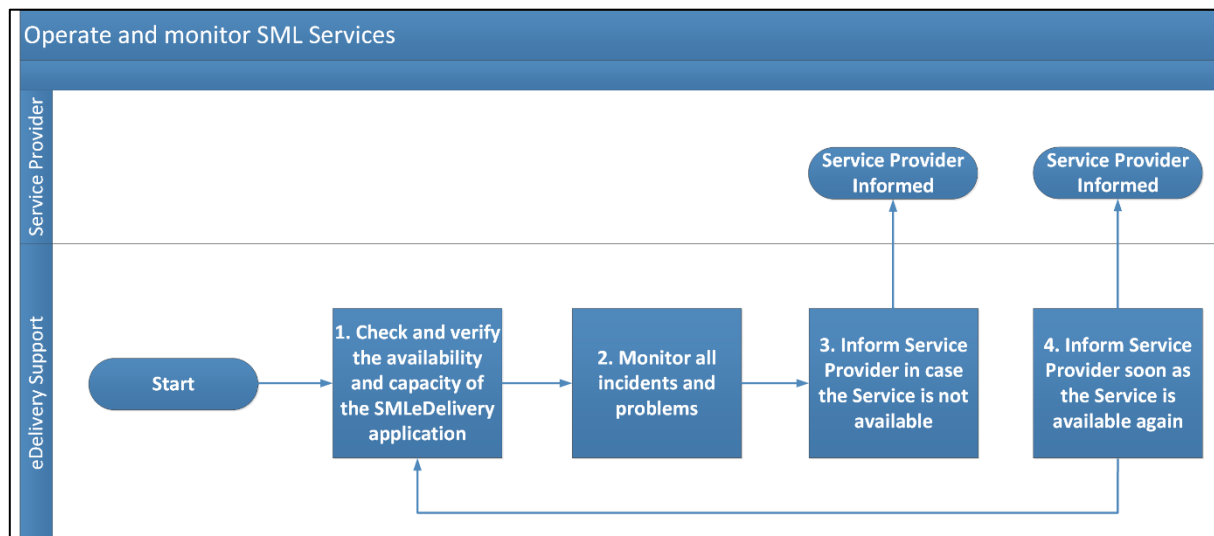 Operate and monitor SML Services
Service Provider
Service Provider
Informed
Service Provider
Informed
eDelivery Support
Start
1. Check and verify
the availability
and capacity of
the SMLeDelivery
application
2. Monitor all
incidents and
problems
3. Inform Service
Provider in case
the Service is not
available
4. Inform Service
Provider soon as
the Service is
available again